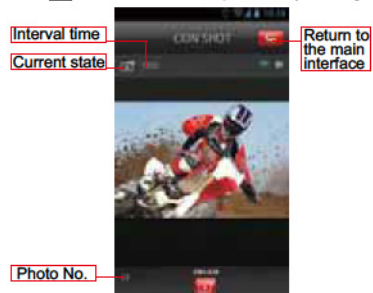 Interval time
CON SHOT
Return to
the main
interface
Current state
Photo No.